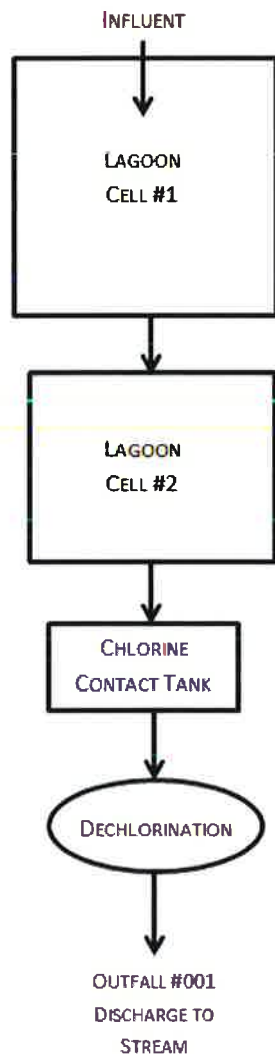 INFLUENT
LAGOON
CELL #1
LAGOON
CELL #2
CHLORINE
CONTACT TANK
DECHLORINATION
OUTFALL #001
DISCHARGE TO
STREAM